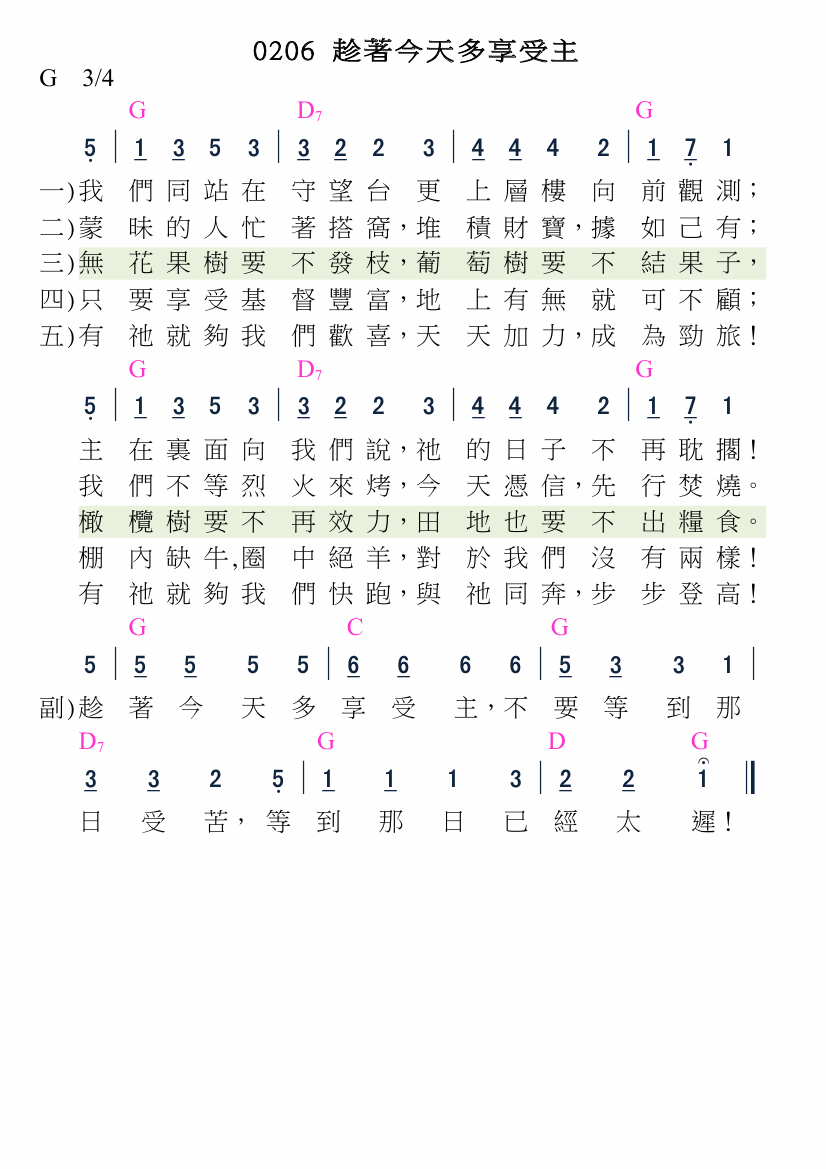 0206 趁著今天多享受主
G 3/4
G D7 G
5 | 1 3 5 3 | 3 2 2 3 | 4 4 4 2 | 1 7 1
一)我們同站在守望台更上層樓向前觀測；
二)蒙昧的人忙著搭窩，堆積財寶，據如己有；
三)無花果樹要不發枝，葡萄樹要不結果子，
四)只要享受基督豐富，地上有無就可不顧；
五)有祂就夠我們歡喜，天天加力，成為勁旅！
G D7 G
5 | 1 3 5 3 | 3 2 2 3 | 4 4 4 2 | 1 7 1
主在裏面向我們說，祂的日子不再耽擱！
我們不等烈火來烤，今天憑信，先行焚燒。
橄欖樹要不再效力，田地也要不出糧食。
棚內缺牛,圈中絕羊，對於我們沒有兩樣！
有祂就夠我們快跑，與祂同奔，步步登高！
G C G
5 | 5 5 5 5 | 6 6 6 6 | 5 3 3 1 |
副)趁著今天多享受主，不要等到那
D7 G D G
3 3 2 5 | 1 1 1 3 | 2 2 1 ‖
日受苦，等到那日已經太遲！